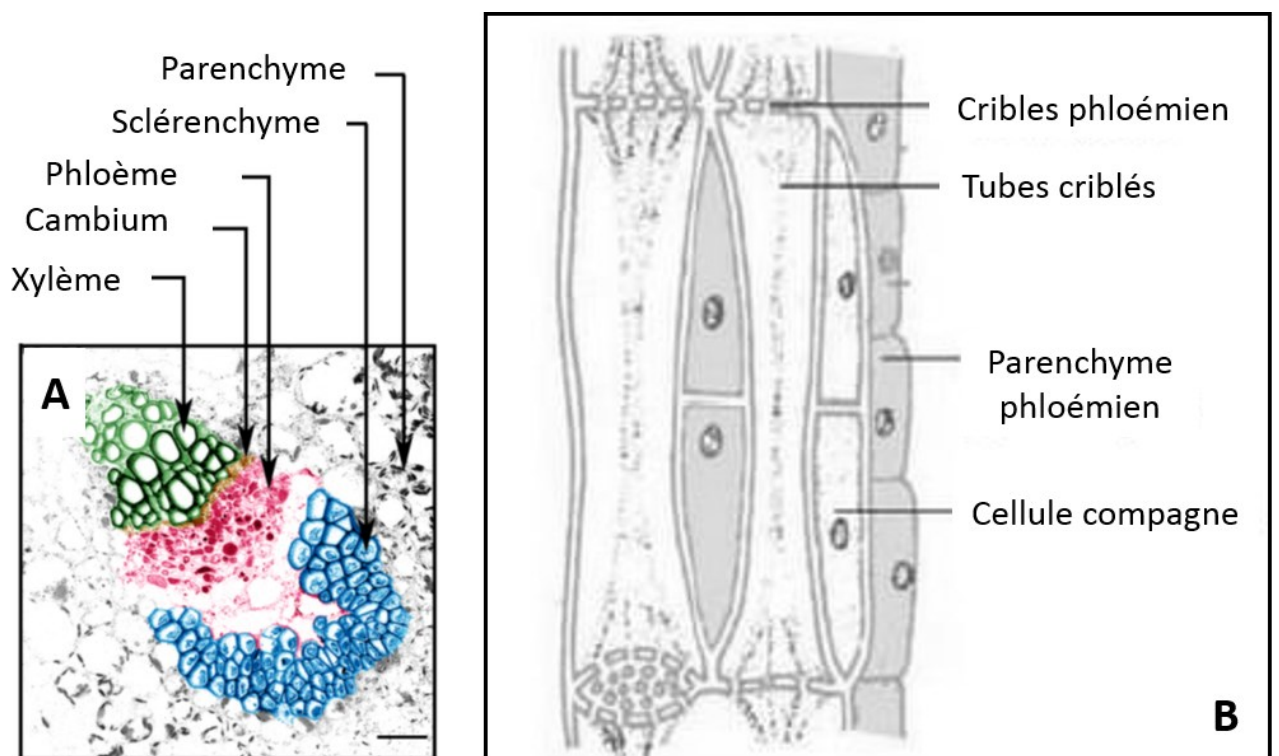 Parenchyme
Sclérenchyme
Phloème
Cambium
Xylème
A
Cribles phloémien
Tubes criblés
Parenchyme
phloémien
Cellule compagne
B